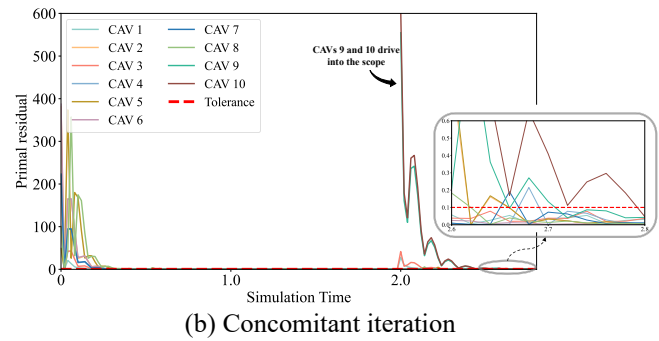 600
500
400
300
200
100
0
Primal residual
0
1.0
2.0
Simulation Time
CAV 1
CAV 2
CAV 3
CAV 4
CAV 5
CAV 6
CAV 7
CAV 8
CAV 9
CAV 10
Tolerance
CAVs 9 and 10 drive
into the scope
0.6
0.5
0.4
0.3
0.2
0.1
0.0
2.6
2.7
2.8
(b) Concomitant iteration